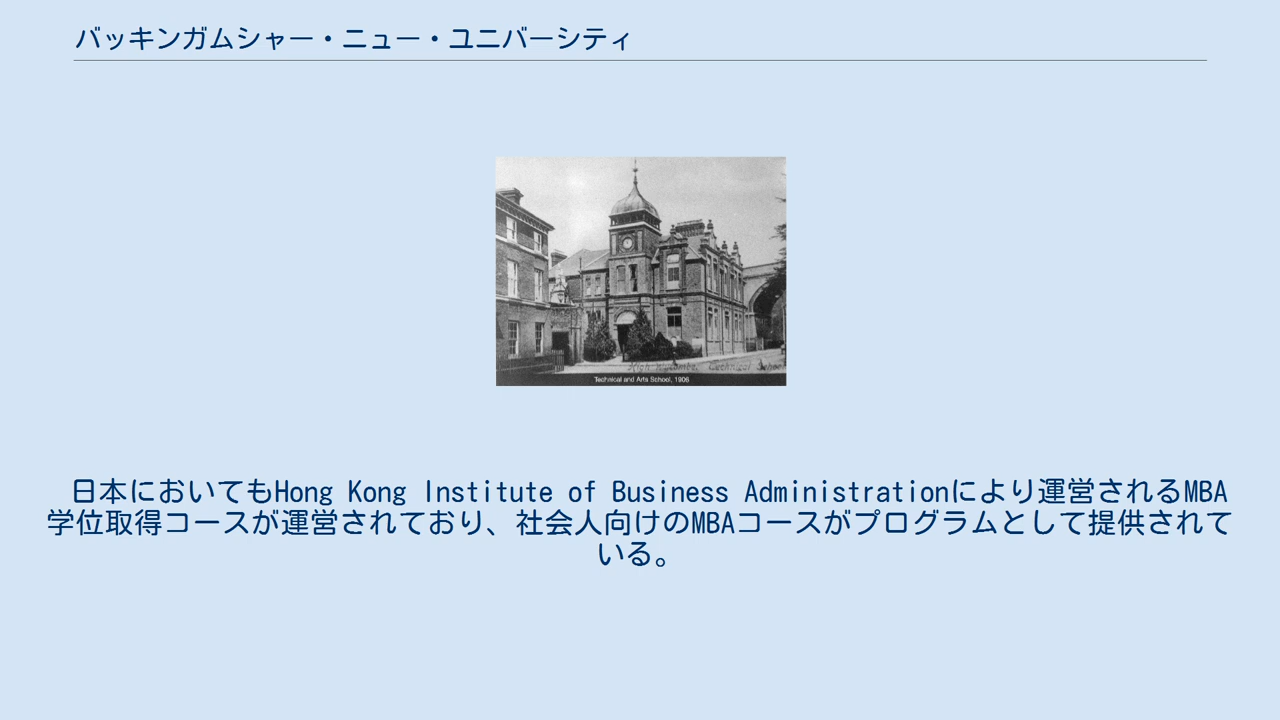 バッキンガムシャー・ニュー・ユニバーシティ
High Wycombe, Technical School
Technical and Arts School, 1906
日本においてもHong Kong Institute of Business Administrationにより運営されるMBA
学位取得コースが運営されており、社会人向けのMBAコースがプログラムとして提供されて
いる。